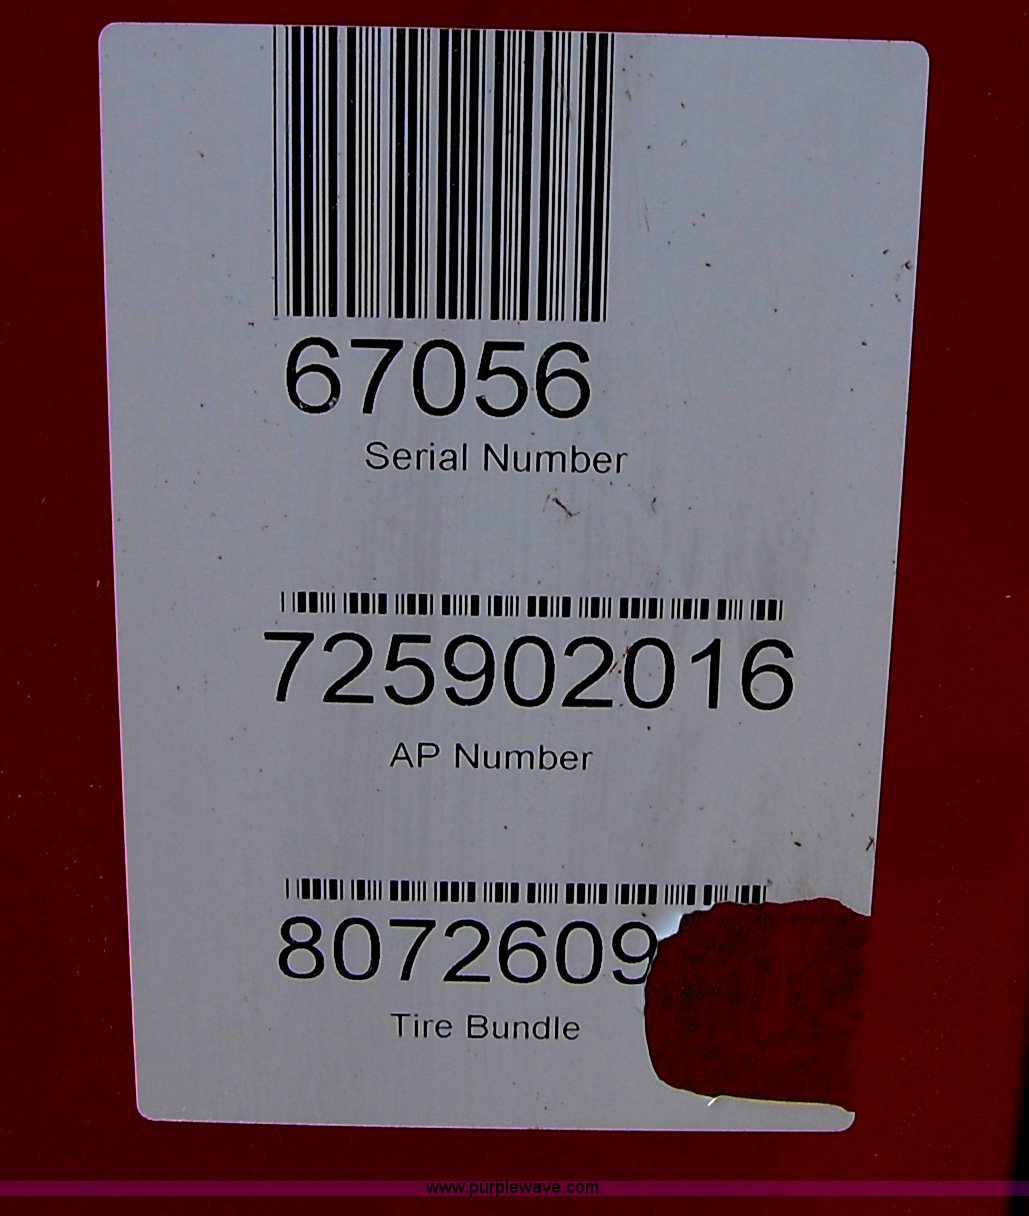 67056
Serial Number
725902016
AP Number
8072609
Tire Bundle
www.purplewave.com